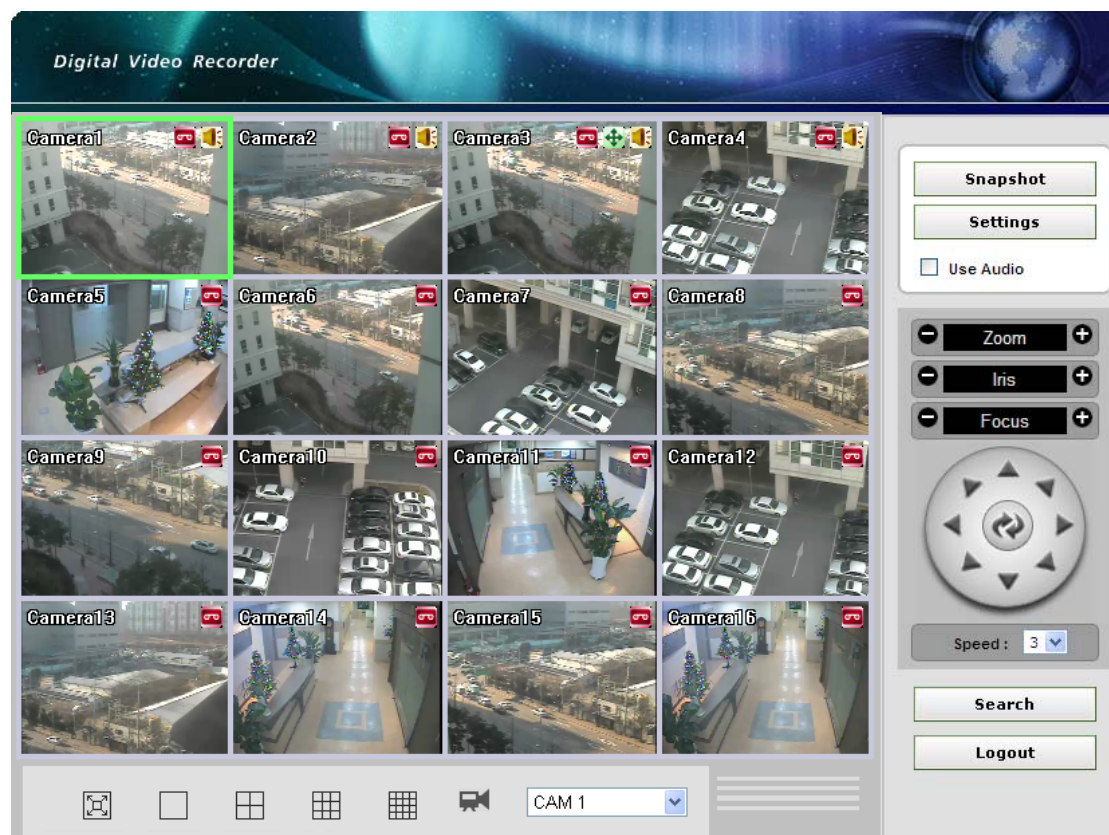 Digital Video Recorder
Camera1
Camera2
Camera3
Camera4
Camera5
Camera6
Camera7
Camera8
Camera9
Camera10
Camera11
Camera12
Camera13
Camera14
Camera15
Camera16
Snapshot
Settings
Use Audio
Zoom
Iris
Focus
Speed : 3
Search
Logout
CAM 1